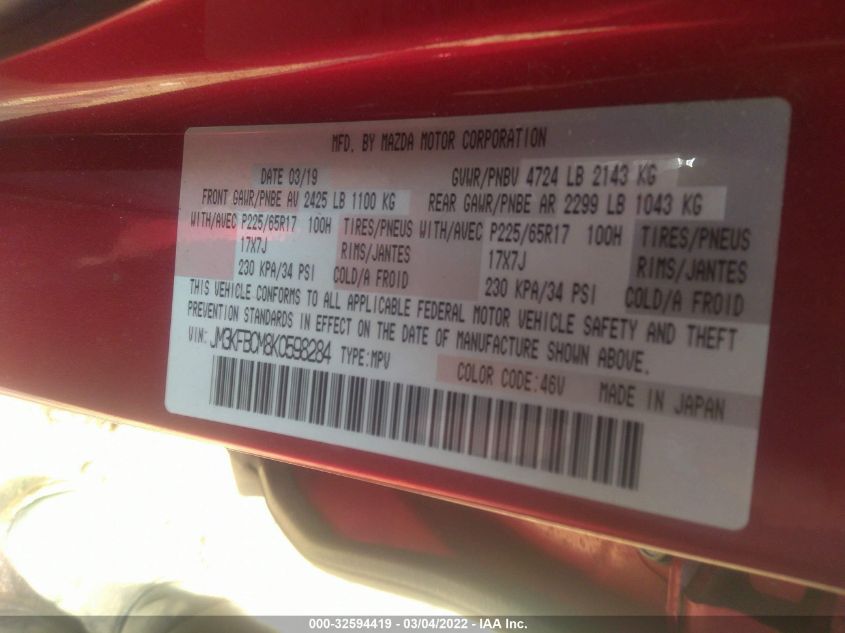 MFD. BY MAZDA MOTOR CORPORATION
DATE 03/19 GVWR/PNBV 4724 LB 2143 KG
FRONT GAWR/PNBE AV 2425 LB 1100 KG REAR GAWR/PNBE AR 2299 LB 1043 KG
WITH/AVEC P225/65R17 100H TIRES/PNEUS WITH/AVEC P225/65R17 100H TIRES/PNEUS
17X7J RIMS/JANTES 17X7J RIMS/JANTES
230 KPA/34 PSI COLD/A FROID 230 KPA/34 PSI COLD/A FROID
THIS VEHICLE CONFORMS TO ALL APPLICABLE FEDERAL MOTOR VEHICLE SAFETY AND THEFT
PREVENTION STANDARDS IN EFFECT ON THE DATE OF MANUFACTURE SHOWN ABOVE.
VIN: JM3KFBCM8K0598284 TYPE:MPV
COLOR CODE:46V MADE IN JAPAN
000-32594419 - 03/04/2022 - IAA Inc.